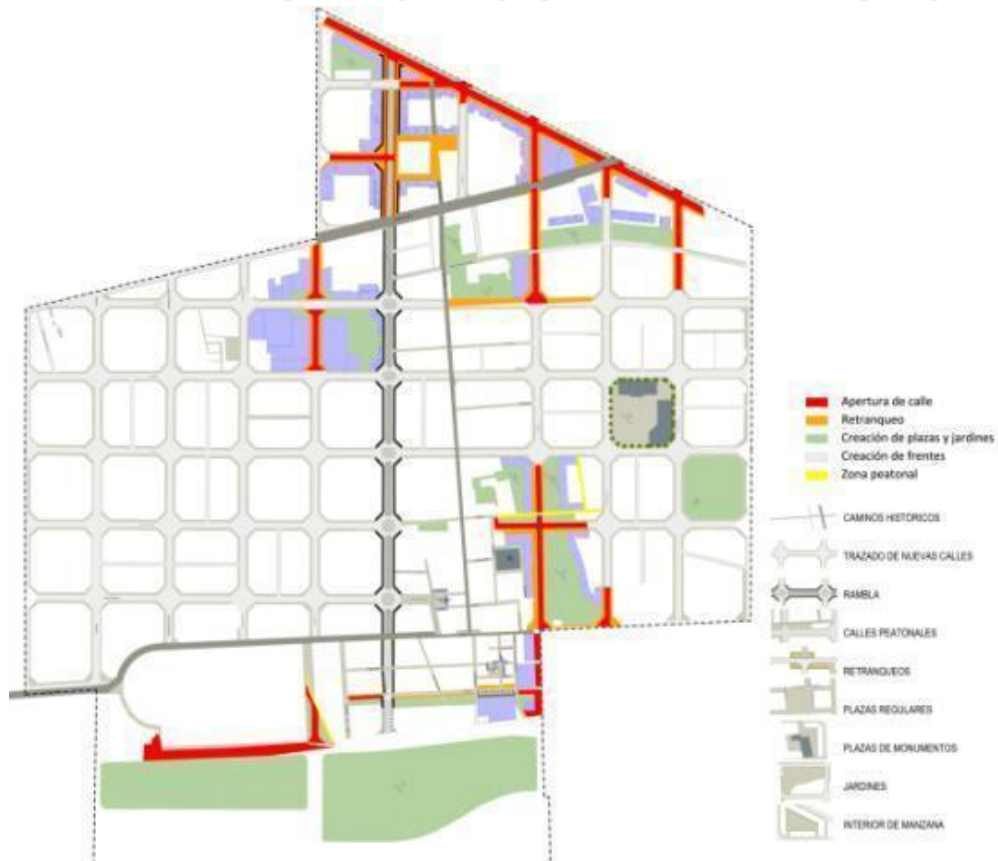 Apertura de calle
Retranqueo
Creación de plazas y jardines
Creación de frentes
Zona peatonal
CAMINOS HISTÓRICOS
TRAZADO DE NUEVAS CALLES
RAMBLA
CALLES PEATONALES
RETRANQUEOS
PLAZAS REGULARES
PLAZAS DE MONUMENTOS
JARDINES
INTERIOR DE MANZANA